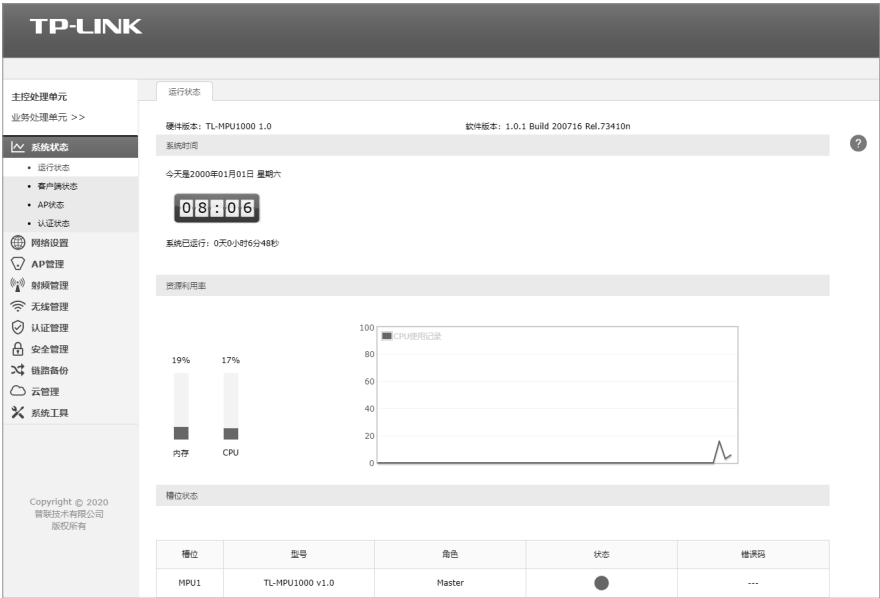 TP-LINK
主控处理单元
业务处理单元 >>
系统状态
• 运行状态
• 客户端状态
• AP状态
• 认证状态
网络设置
AP管理
射频管理
无线管理
认证管理
安全管理
链路备份
云管理
系统工具
Copyright © 2020
普联技术有限公司
版权所有
运行状态
硬件版本: TL-MPU1000 1.0 软件版本: 1.0.1 Build 200716 Rel.73410n
系统时间
?
今天是2000年01月01日 星期六
08:06
系统已运行: 0天0小时6分48秒
资源利用率
19% 17%
内存 CPU
100
80
60
40
20
0
CPU使用记录
槽位状态
槽位 型号 角色 状态 错误码
MPU1 TL-MPU1000 v1.0 Master ---